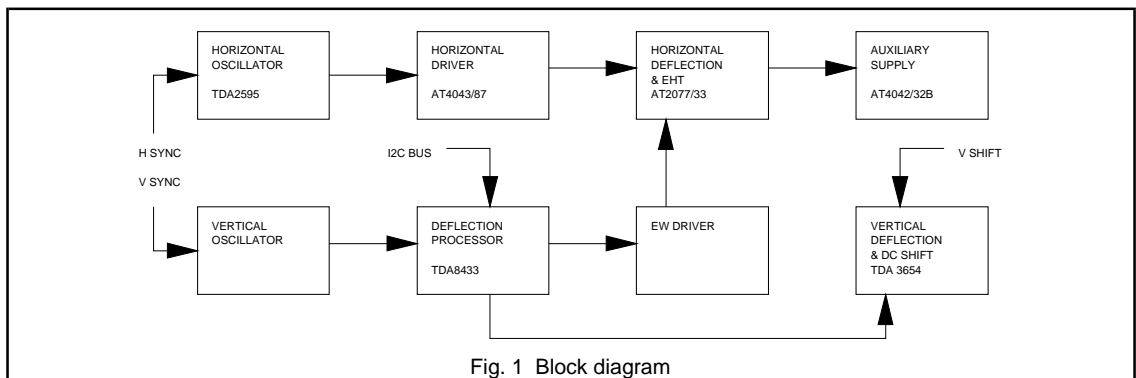 HORIZONTAL
OSCILLATOR
TDA2595
HORIZONTAL
DRIVER
AT4043/87
HORIZONTAL
DEFLECTION
& EHT
AT2077/33
AUXILIARY
SUPPLY
AT4042/32B
H SYNC
V SYNC
I2C BUS
V SHIFT
VERTICAL
OSCILLATOR
DEFLECTION
PROCESSOR
TDA8433
EW DRIVER
VERTICAL
DEFLECTION
& DC SHIFT
TDA 3654
Fig. 1 Block diagram